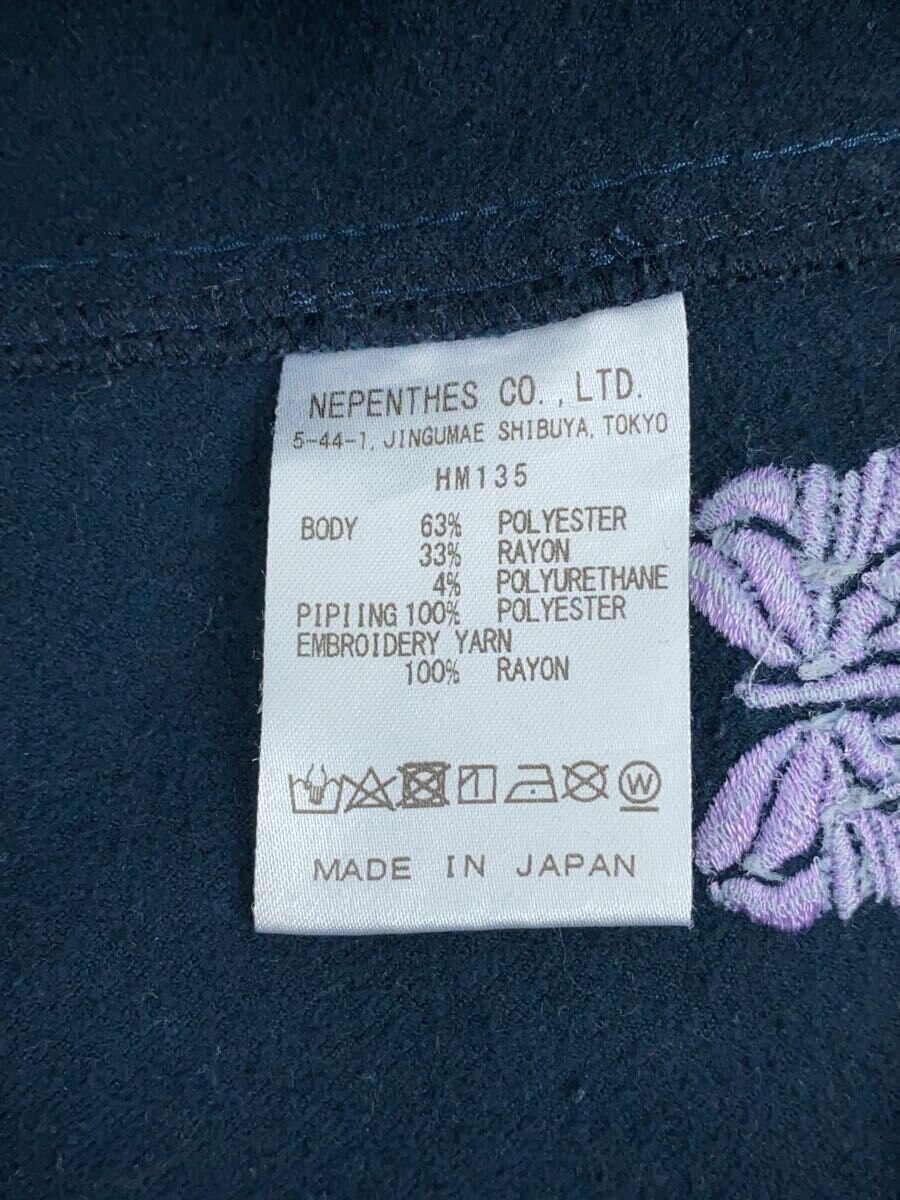 NEPENTHES CO., LTD.
5-44-1, JINGUMAE SHIBUYA, TOKYO
HM135
BODY 63% POLYESTER
33% RAYON
4% POLYURETHANE
PIPIING 100% POLYESTER
EMBROIDERY YARN
100% RAYON
W
MADE IN JAPAN